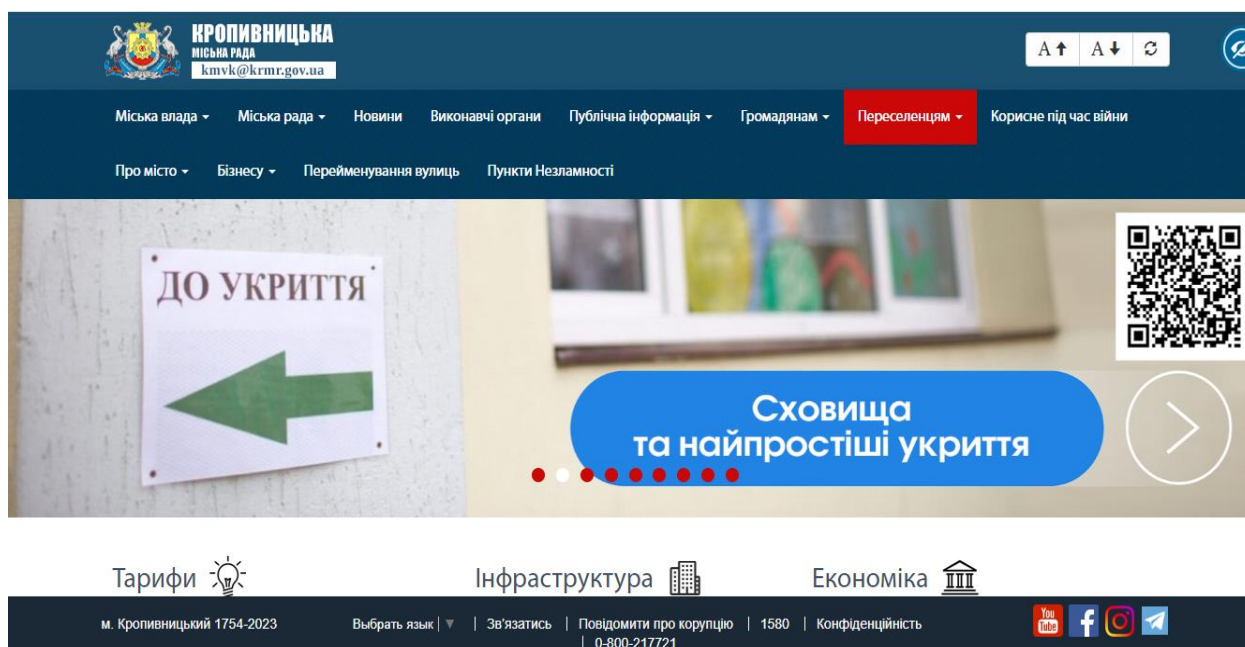 КРОПИВНИЦЬКА
МІСЬКА РАДА
kmvk@krmr.gov.ua
A A
Міська влада Міська рада Новини Виконавчі органи Публічна інформація Громадянам Переселенцям Корисне під час війни
Про місто Бізнесу Перейменування вулиць Пункти Незламності
ДО УКРИТТЯ
Сховища
та найпростіші укриття
Тарифи Інфраструктура Економіка
м. Кропивницький 1754-2023 Выбрать язык | ▼ | Зв'язатись | Повідомити про корупцію | 1580 | Конфіденційність
| 0-800-217721
You Tube